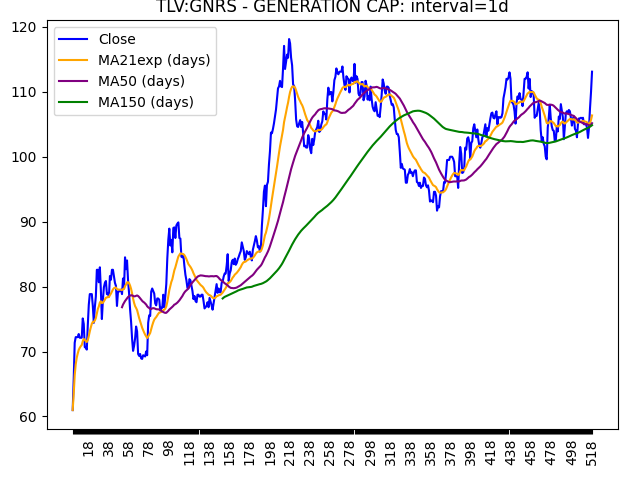 TLV:GNRS - GENERATION CAP: interval=1d
Close
MA21exp (days)
MA50 (days)
MA150 (days)
120
110
100
90
80
70
60
18 38 58 78 98 118 138 158 178 198 218 238 258 278 298 318 338 358 378 398 418 438 458 478 498 518